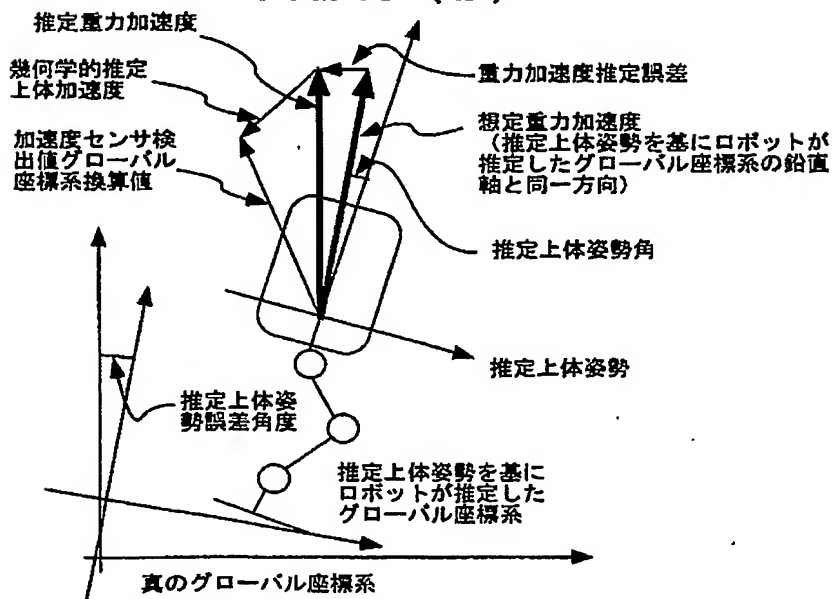 推定重力加速度
幾何学的推定
上体加速度
加速度センサ検
出値グローバル
座標系換算値
重力加速度推定誤差
想定重力加速度
(推定上体姿勢を基にロボットが
推定したグローバル座標系の鉛直
軸と同一方向)
推定上体姿勢角
推定上体姿勢
推定上体姿
勢誤差角度
推定上体姿勢を基に
ロボットが推定した
グローバル座標系
真のグローバル座標系